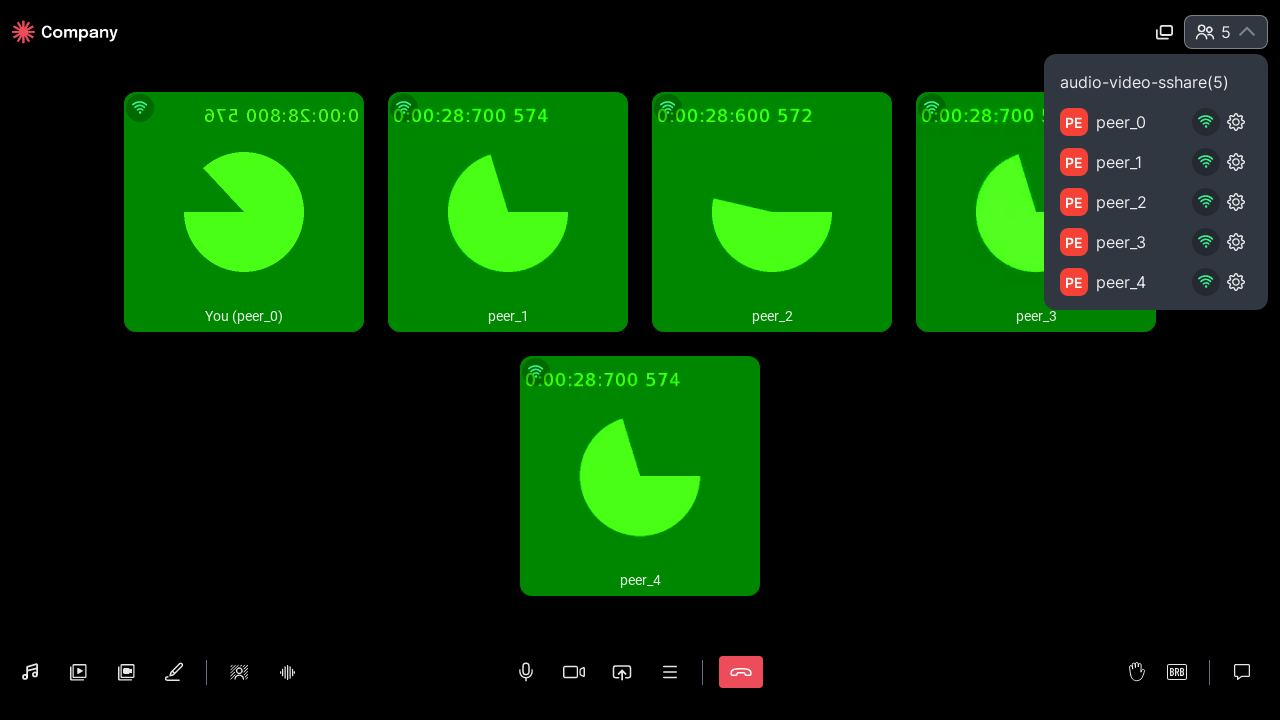 Company
5
audio-video-sshare(5)
PE peer_0
PE peer_1
PE peer_2
PE peer_3
PE peer_4
0:00:28:800 576
0:00:28:700 574
0:00:28:600 572
0:00:28:700
You (peer_0)
peer_1
peer_2
peer_3
0:00:28:700 574
peer_4
BRB